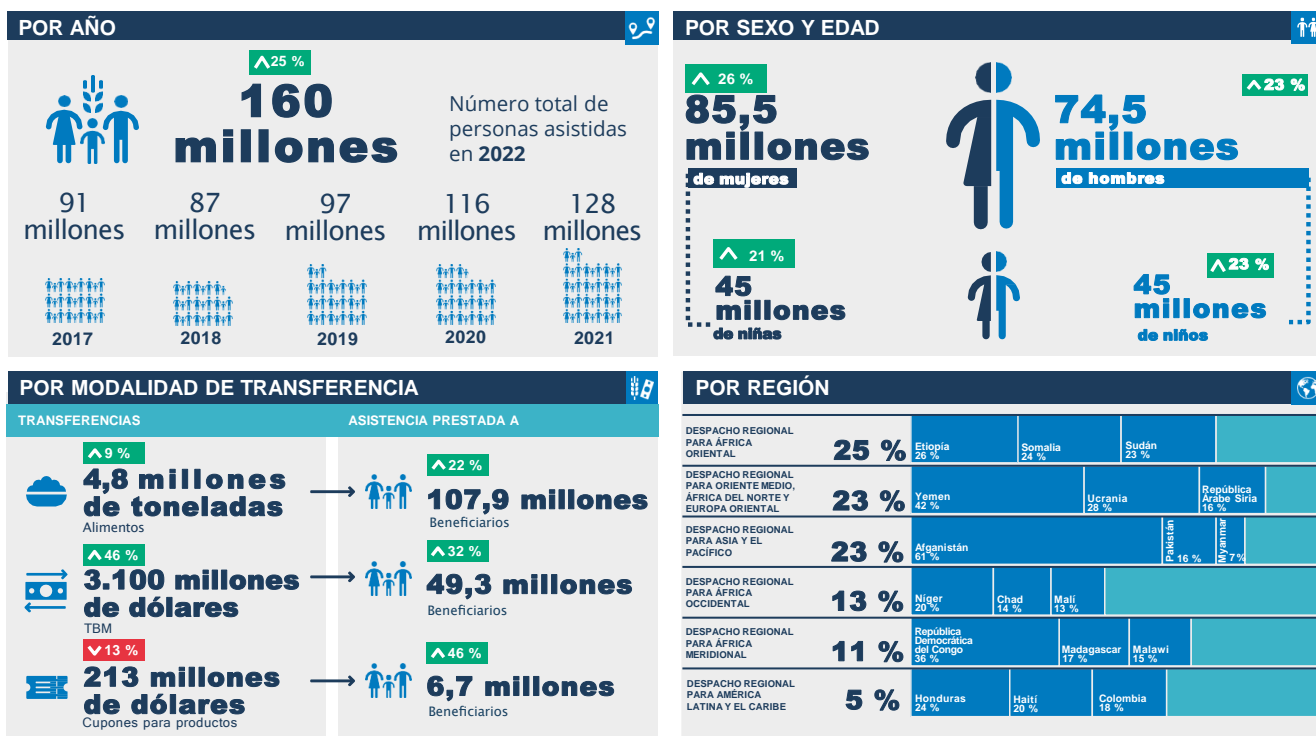 POR AÑO
25 %
160
millones
Número total de
personas asistidas
en 2022
91
millones
87
millones
97
millones
116
millones
128
millones
2017
2018
2019
2020
2021
POR SEXO Y EDAD
26 %
85,5
millones
de mujeres
23 %
74,5
millones
de hombres
21 %
45
millones
de niñas
23 %
45
millones
de niños
POR MODALIDAD DE TRANSFERENCIA
TRANSFERENCIAS
ASISTENCIA PRESTADA A
9 %
4,8 millones
de toneladas
Alimentos
22 %
107,9 millones
Beneficiarios
46 %
3.100 millones
de dólares
TBM
32 %
49,3 millones
Beneficiarios
13 %
213 millones
de dólares
Cupones para productos
46 %
6,7 millones
Beneficiarios
POR REGIÓN
DESPACHO REGIONAL
PARA ÁFRICA
ORIENTAL
25 %
Etiopía
26 %
Somalia
24 %
Sudán
23 %
DESPACHO REGIONAL
PARA ORIENTE MEDIO,
ÁFRICA DEL NORTE Y
EUROPA ORIENTAL
23 %
Yemen
42 %
Ucrania
28 %
República
Árabe Siria
16 %
DESPACHO REGIONAL
PARA ASIA Y EL
PACÍFICO
23 %
Afganistán
61 %
Pakistán
16 %
Myanmar
7%
DESPACHO REGIONAL
PARA ÁFRICA
OCCIDENTAL
13 %
Níger
20 %
Chad
14 %
Malí
13 %
DESPACHO REGIONAL
PARA ÁFRICA
MERIDIONAL
11 %
República
Democrática
del Congo
36 %
Madagascar
17 %
Malawi
15 %
DESPACHO REGIONAL
PARA AMÉRICA
LATINA Y EL CARIBE
5 %
Honduras
24 %
Haití
20 %
Colombia
18 %